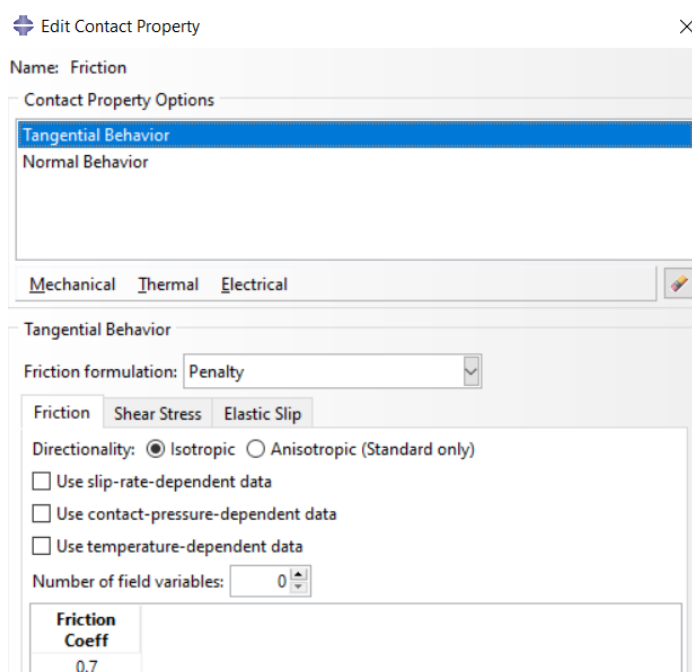 Edit Contact Property
Name: Friction
Contact Property Options
Tangential Behavior
Normal Behavior
Mechanical Thermal Electrical
Tangential Behavior
Friction formulation: Penalty
Friction Shear Stress Elastic Slip
Directionality: Isotropic Anisotropic (Standard only)
Use slip-rate-dependent data
Use contact-pressure-dependent data
Use temperature-dependent data
Number of field variables: 0
Friction
Coeff
0.7